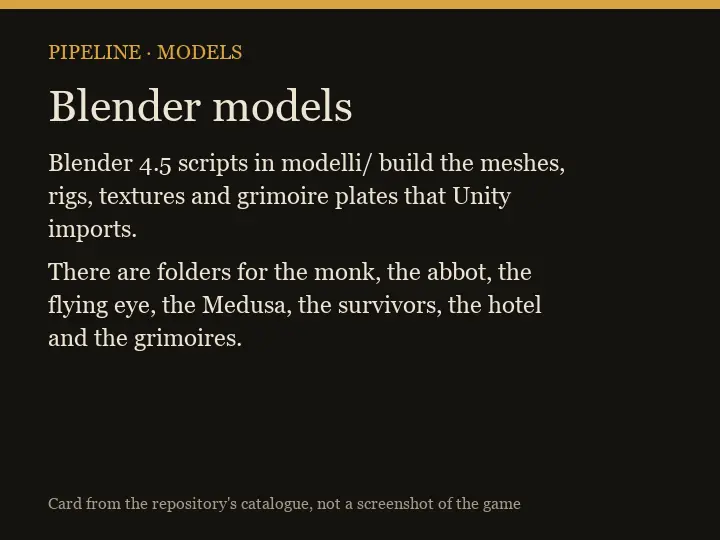 PIPELINE · MODELS
Blender models
Blender 4.5 scripts in modelli/ build the meshes,
rigs, textures and grimoire plates that Unity
imports.
There are folders for the monk, the abbot, the
flying eye, the Medusa, the survivors, the hotel
and the grimoires.
Card from the repository's catalogue, not a screenshot of the game